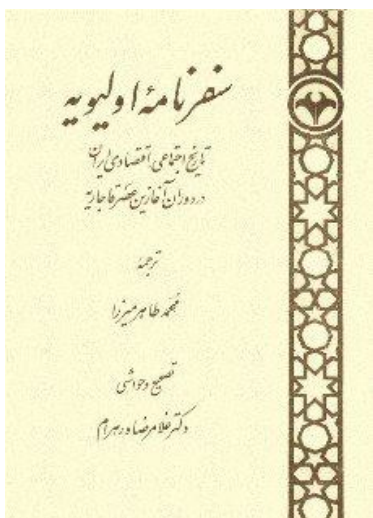 سفرنامهٔ اولیویه
تاریخ اجتماعی، اقتصادی ایران
در دوران آغازین عصر قاجاریه
ترجمهٔ
محمد طاهر میرزا
تصحیح و حواشی
دکتر غلامرضا ورهرام